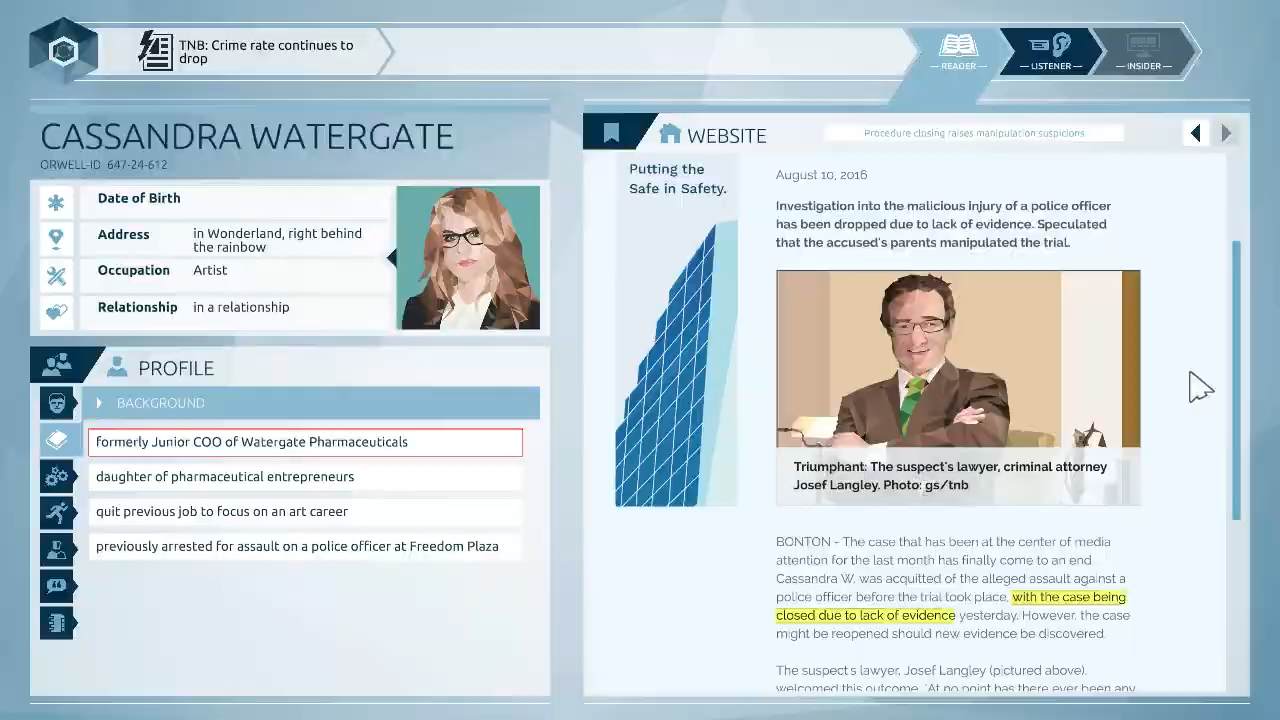 TNB: Crime rate continues to
drop
READER
LISTENER
INSIDER
CASSANDRA WATERGATE
ORWELL-ID: 647-24-612
Date of Birth
Address in Wonderland, right behind
the rainbow
Occupation Artist
Relationship in a relationship
PROFILE
BACKGROUND
formerly Junior COO of Watergate Pharmaceuticals
daughter of pharmaceutical entrepreneurs
quit previous job to focus on an art career
previously arrested for assault on a police officer at Freedom Plaza
WEBSITE
Procedure closing raises manipulation suspicions
Putting the
Safe in Safety.
August 10, 2016
Investigation into the malicious injury of a police officer
has been dropped due to lack of evidence. Speculated
that the accused's parents manipulated the trial.
Triumphant: The suspect's lawyer, criminal attorney
Josef Langley. Photo: gs/tnb
BONTON - The case that has been at the center of media
attention for the last month has finally come to an end
Cassandra W. was acquitted of the alleged assault against a
police officer before the trial took place, with the case being
closed due to lack of evidence yesterday. However, the case
might be reopened should new evidence be discovered.
The suspect's lawyer, Josef Langley (pictured above),
welcomed this outcome. "At no point has there ever been any